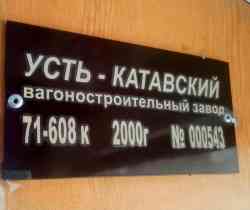 УСТЬ - КАТАВСКИЙ
вагоностроительный завод
71-608 к 2000г № 000543